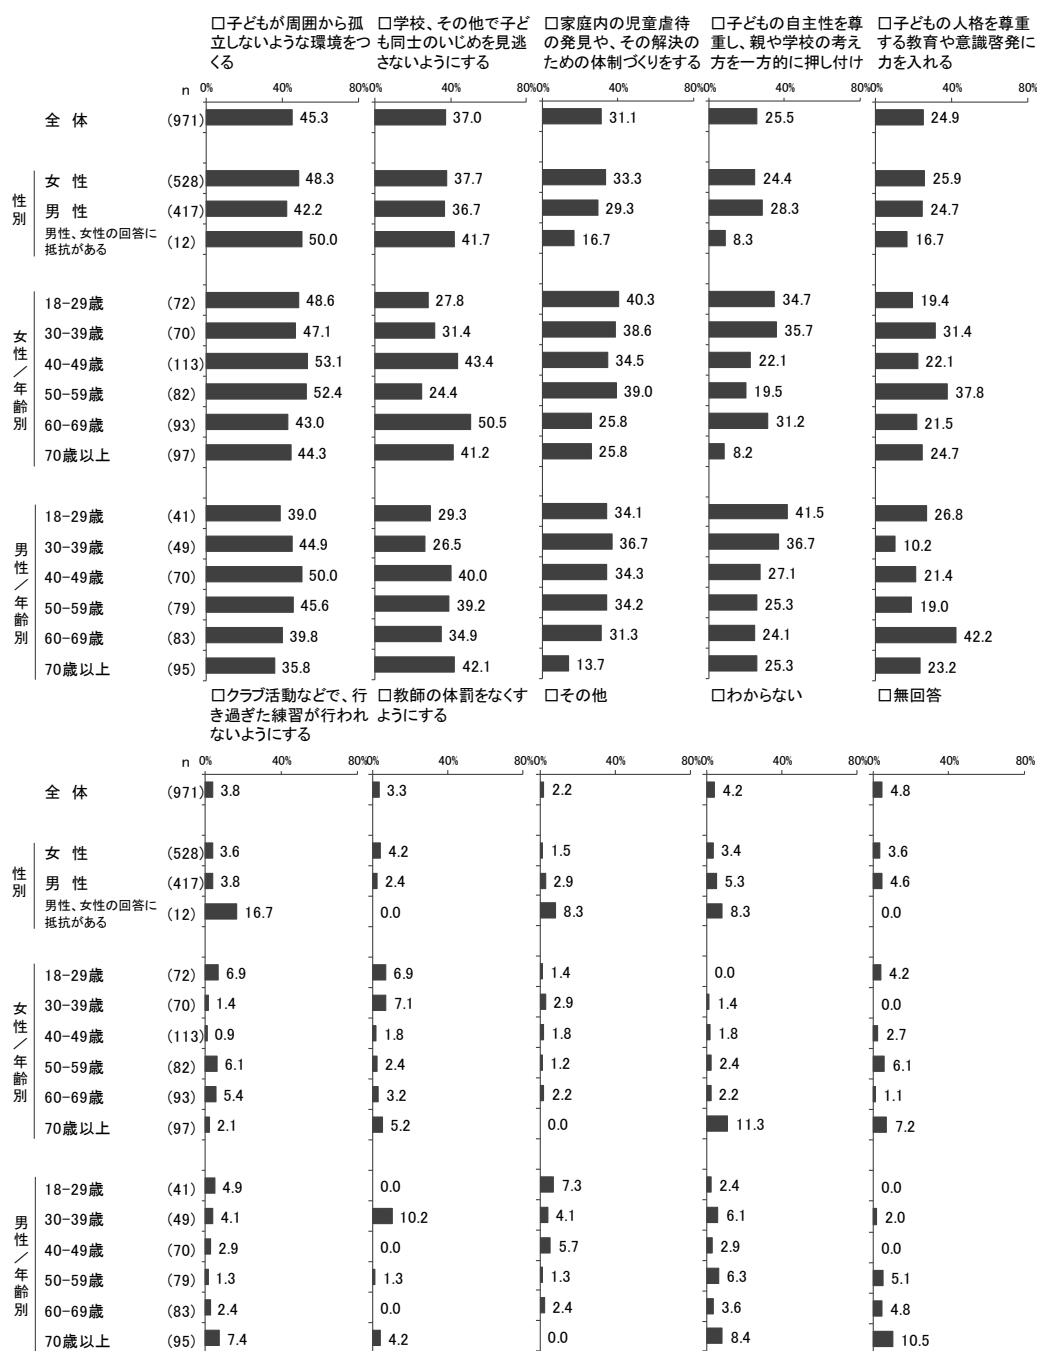 □子どもが周囲から孤
立しないような環境をつ
くる
□学校、その他で子ど
も同士のいじめを見逃
さないようにする
□家庭内の児童虐待
の発見や、その解決の
ための体制づくりをする
□子どもの自主性を尊
重し、親や学校の考え
方を一方的に押し付け
□子どもの人格を尊重
する教育や意識啓発に
力を入れる
n 0% 40% 80% 0% 40% 80% 0% 40% 80% 0% 40% 80% 0% 40% 80%
全 体 (971) 45.3 37.0 31.1 25.5 24.9
性別
女 性 (528) 48.3 37.7 33.3 24.4 25.9
男 性 (417) 42.2 36.7 29.3 28.3 24.7
男性、女性の回答に
抵抗がある (12) 50.0 41.7 16.7 8.3 16.7
女性/年齢別
18-29歳 (72) 48.6 27.8 40.3 34.7 19.4
30-39歳 (70) 47.1 31.4 38.6 35.7 31.4
40-49歳 (113) 53.1 43.4 34.5 22.1 22.1
50-59歳 (82) 52.4 24.4 39.0 19.5 37.8
60-69歳 (93) 43.0 50.5 25.8 31.2 21.5
70歳以上 (97) 44.3 41.2 25.8 8.2 24.7
男性/年齢別
18-29歳 (41) 39.0 29.3 34.1 41.5 26.8
30-39歳 (49) 44.9 26.5 36.7 36.7 10.2
40-49歳 (70) 50.0 40.0 34.3 27.1 21.4
50-59歳 (79) 45.6 39.2 34.2 25.3 19.0
60-69歳 (83) 39.8 34.9 31.3 24.1 42.2
70歳以上 (95) 35.8 42.1 13.7 25.3 23.2
□クラブ活動などで、行
き過ぎた練習が行われ
ないようにする
□教師の体罰をなくす
ようにする
□その他
□わからない
□無回答
n 0% 40% 80% 0% 40% 80% 0% 40% 80% 0% 40% 80% 0% 40% 80%
全 体 (971) 3.8 3.3 2.2 4.2 4.8
性別
女 性 (528) 3.6 4.2 1.5 3.4 3.6
男 性 (417) 3.8 2.4 2.9 5.3 4.6
男性、女性の回答に
抵抗がある (12) 16.7 0.0 8.3 8.3 0.0
女性/年齢別
18-29歳 (72) 6.9 6.9 1.4 0.0 4.2
30-39歳 (70) 1.4 7.1 2.9 1.4 0.0
40-49歳 (113) 0.9 1.8 1.8 1.8 2.7
50-59歳 (82) 6.1 2.4 1.2 2.4 6.1
60-69歳 (93) 5.4 3.2 2.2 2.2 1.1
70歳以上 (97) 2.1 5.2 0.0 11.3 7.2
男性/年齢別
18-29歳 (41) 4.9 0.0 7.3 2.4 0.0
30-39歳 (49) 4.1 10.2 4.1 6.1 2.0
40-49歳 (70) 2.9 0.0 5.7 2.9 0.0
50-59歳 (79) 1.3 1.3 1.3 6.3 5.1
60-69歳 (83) 2.4 0.0 2.4 3.6 4.8
70歳以上 (95) 7.4 4.2 0.0 8.4 10.5